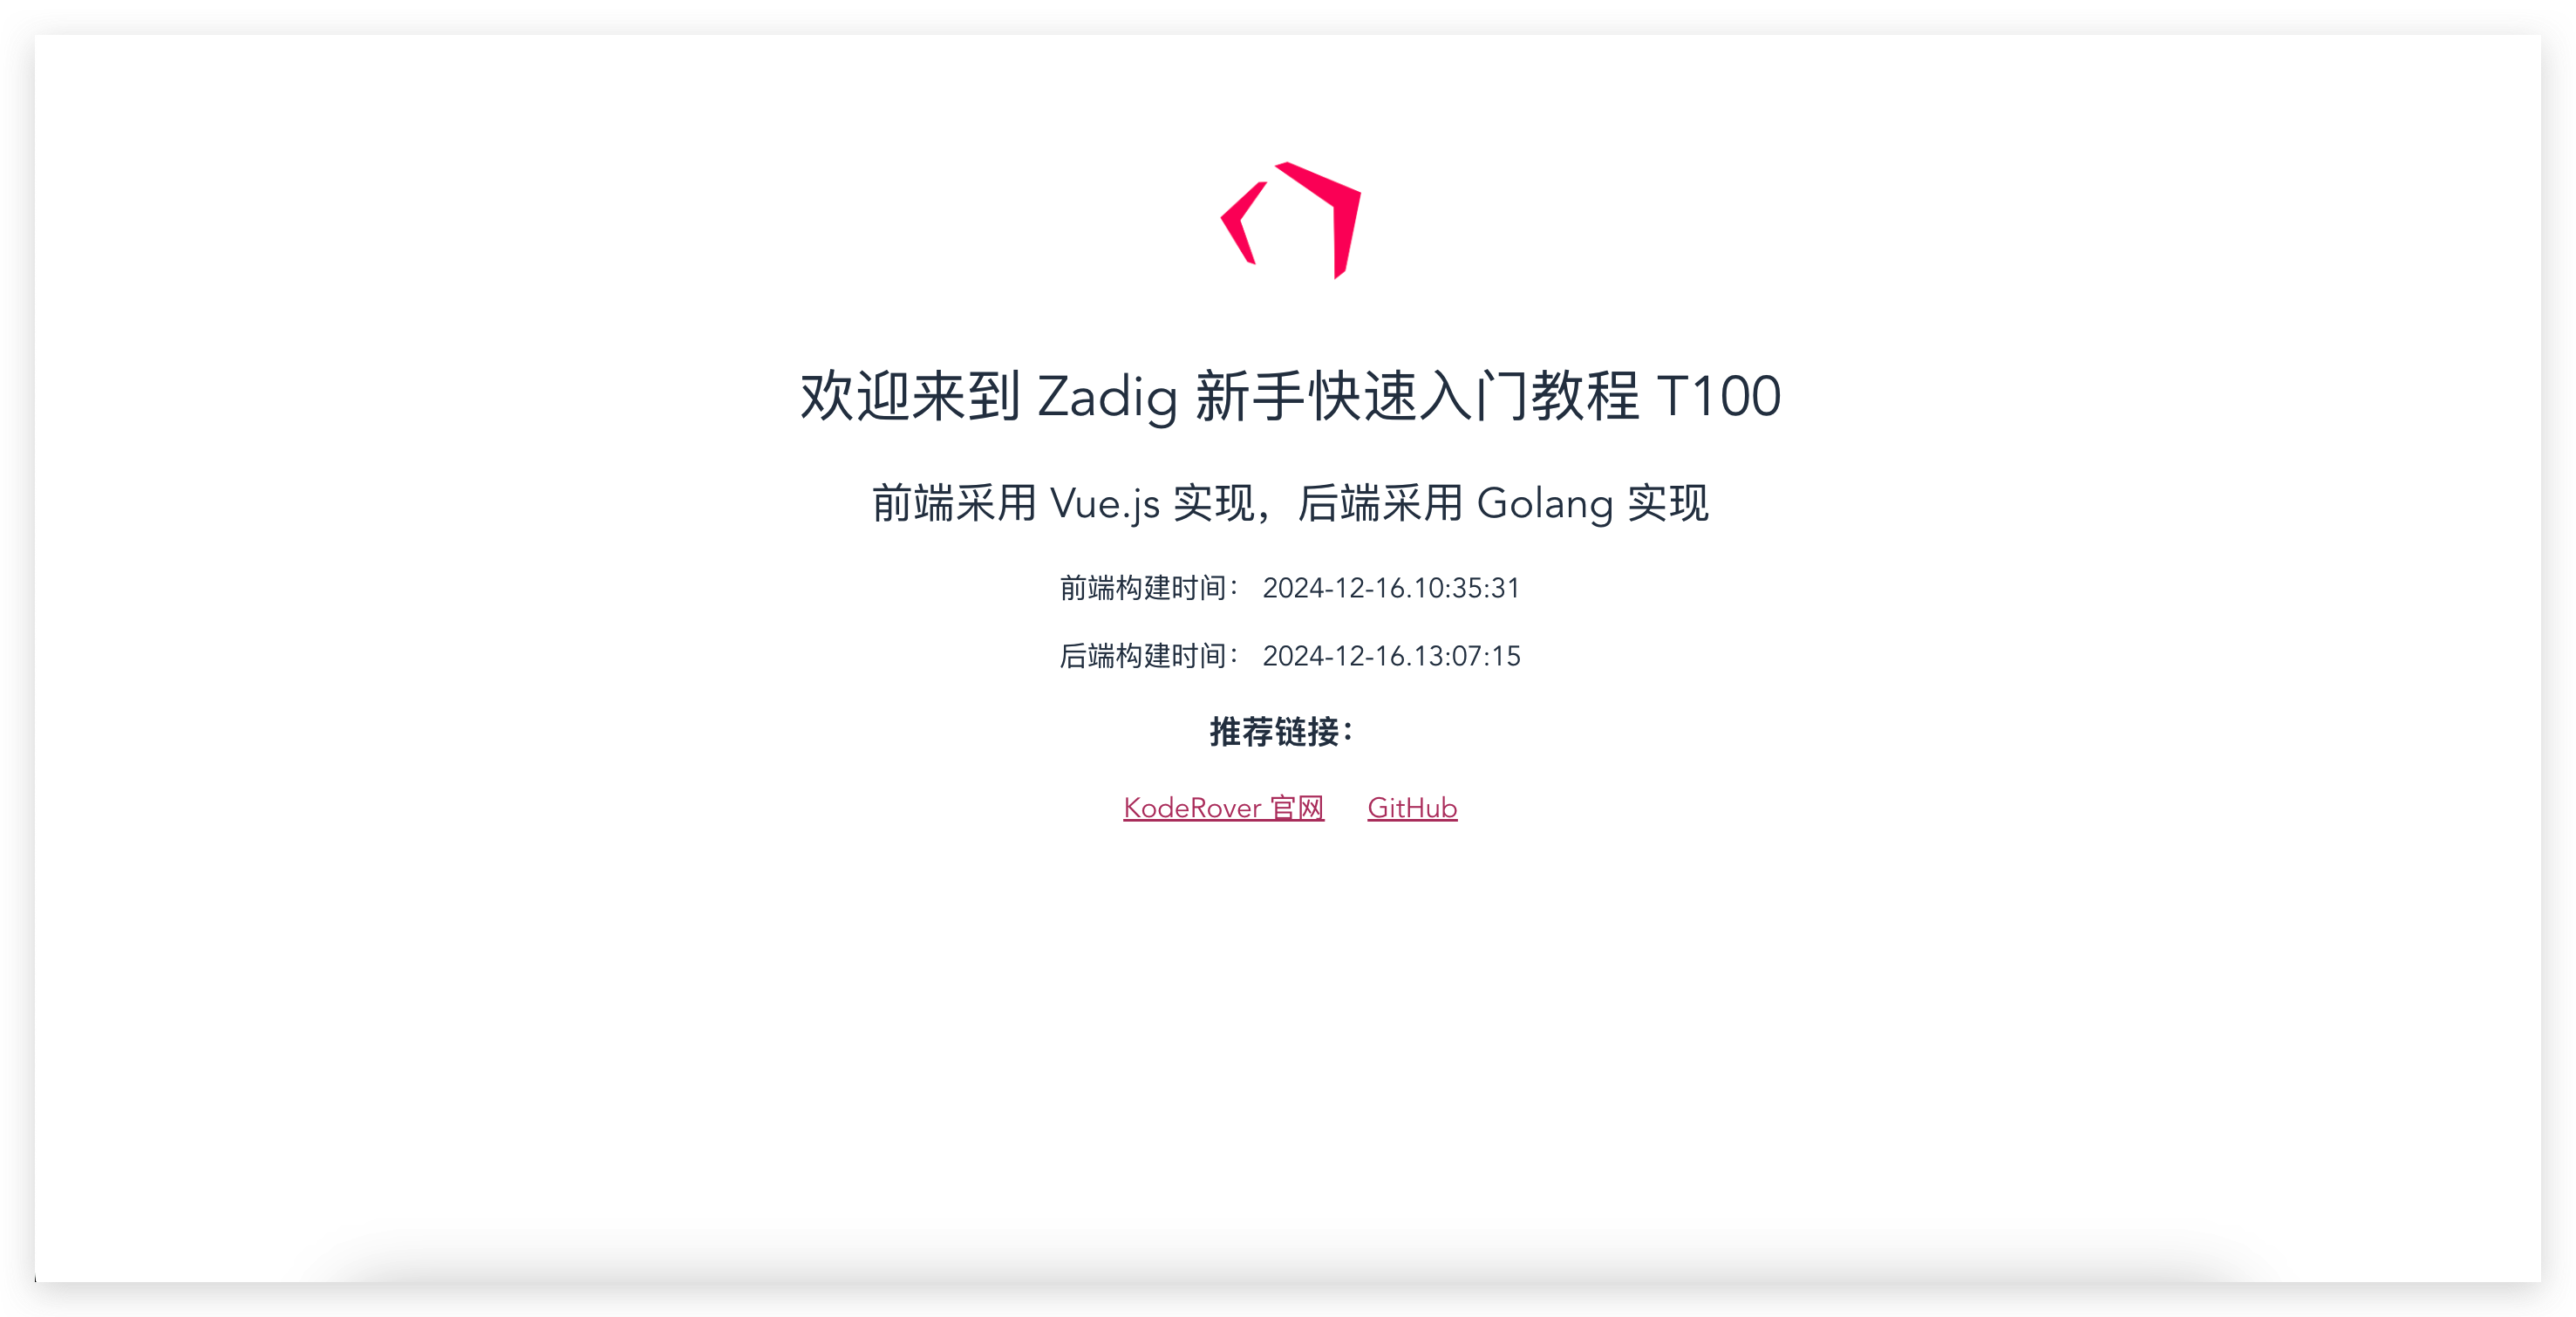 欢迎来到 Zadig 新手快速入门教程 T100
前端采用 Vue.js 实现，后端采用 Golang 实现
前端构建时间： 2024-12-16.10:35:31
后端构建时间： 2024-12-16.13:07:15
推荐链接：
KodeRover 官网 GitHub